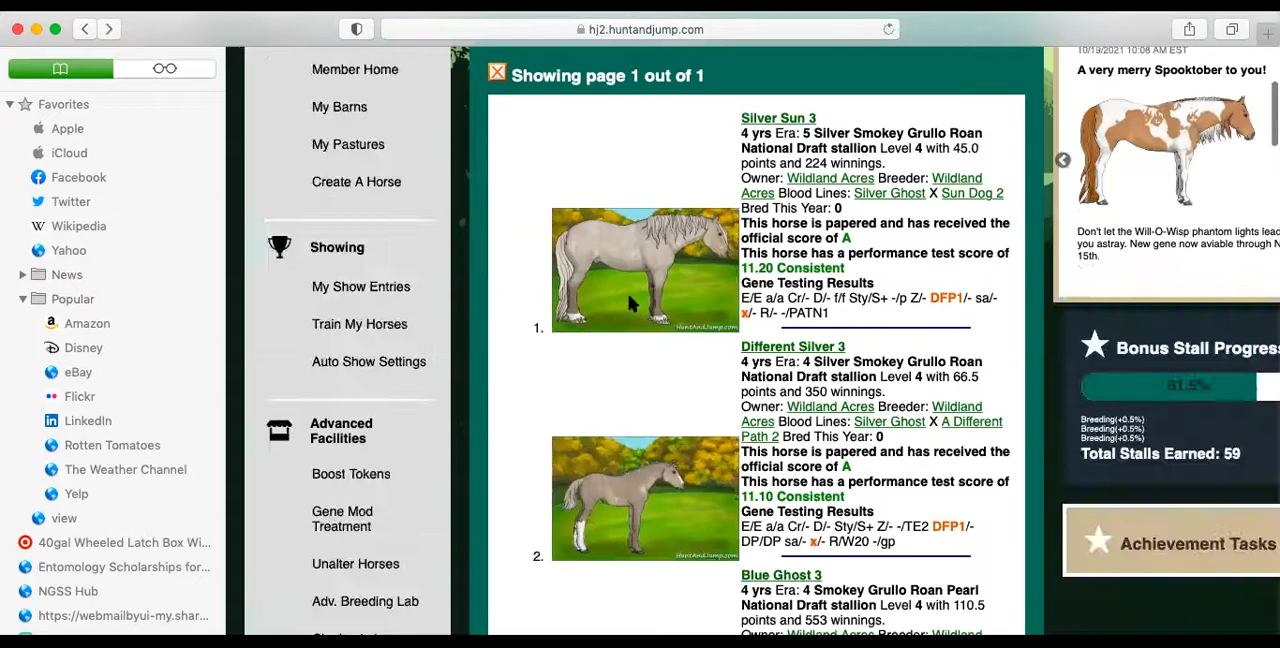 hj2.huntandjump.com
Favorites
Apple
iCloud
Facebook
Twitter
Wikipedia
Yahoo
News
Popular
Amazon
Disney
eBay
Flickr
LinkedIn
Rotten Tomatoes
The Weather Channel
Yelp
view
40gal Wheeled Latch Box Wi...
Entomology Scholarships for...
NGSS Hub
https://webmailbyui-my.shar...
Member Home
My Barns
My Pastures
Create A Horse
Showing
My Show Entries
Train My Horses
Auto Show Settings
Advanced
Facilities
Boost Tokens
Gene Mod
Treatment
Unalter Horses
Adv. Breeding Lab
Showing page 1 out of 1
Silver Sun 3
4 yrs Era: 5 Silver Smokey Grullo Roan
National Draft stallion Level 4 with 45.0
points and 224 winnings.
Owner: Wildland Acres Breeder: Wildland
Acres Blood Lines: Silver Ghost X Sun Dog 2
Bred This Year: 0
This horse is papered and has received the
official score of A
This horse has a performance test score of
11.20 Consistent
Gene Testing Results
E/E a/a Cr/- D/- f/f Sty/S+ -/p Z/- DFP1/- sa/-
x/- R/- -/PATN1
HuntAndJump.com
1.
Different Silver 3
4 yrs Era: 4 Silver Smokey Grullo Roan
National Draft stallion Level 4 with 66.5
points and 350 winnings.
Owner: Wildland Acres Breeder: Wildland
Acres Blood Lines: Silver Ghost X A Different
Path 2 Bred This Year: 0
This horse is papered and has received the
official score of A
This horse has a performance test score of
11.10 Consistent
Gene Testing Results
E/E a/a Cr/- D/- Sty/S+ Z/- -/TE2 DFP1/-
DP/DP sa/- x/- R/W20 -/gp
HuntAndJump.com
2.
Blue Ghost 3
4 yrs Era: 4 Smokey Grullo Roan Pearl
National Draft stallion Level 4 with 110.5
points and 553 winnings.
Owner: Wildland Acres Breeder: Wildland
10/19/2021 10:08 AM EST
A very merry Spooktober to you!
Don't let the Will-O-Wisp phantom lights lead
you astray. New gene now aviable through N
15th.
Bonus Stall Progres
Breeding(+0.5%)
Breeding(+0.5%)
Breeding(+0.5%)
Total Stalls Earned: 59
Achievement Tasks